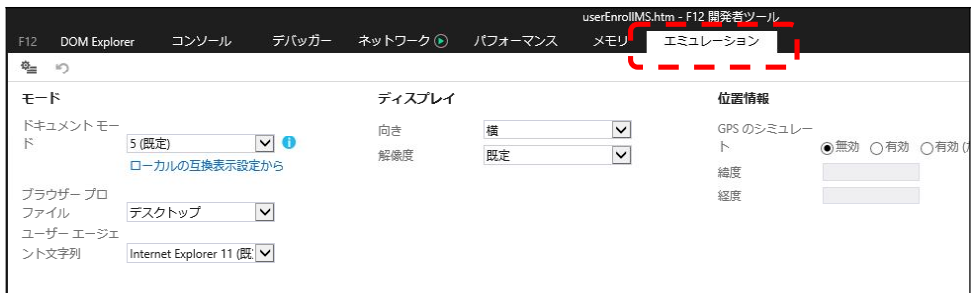 userEnrollMS.htm - F12 開発者ツール
F12 DOM Explorer コンソール デバッガー ネットワーク パフォーマンス メモリ エミュレーション
モード
ドキュメント モー
ド
5 (既定)
ローカルの互換表示設定から
ブラウザー プロ
ファイル
デスクトップ
ユーザー エージェ
ント文字列
Internet Explorer 11 (既
ディスプレイ
向き 横
解像度 既定
位置情報
GPS のシミュレー
ト
無効 有効 有効 (
緯度
経度